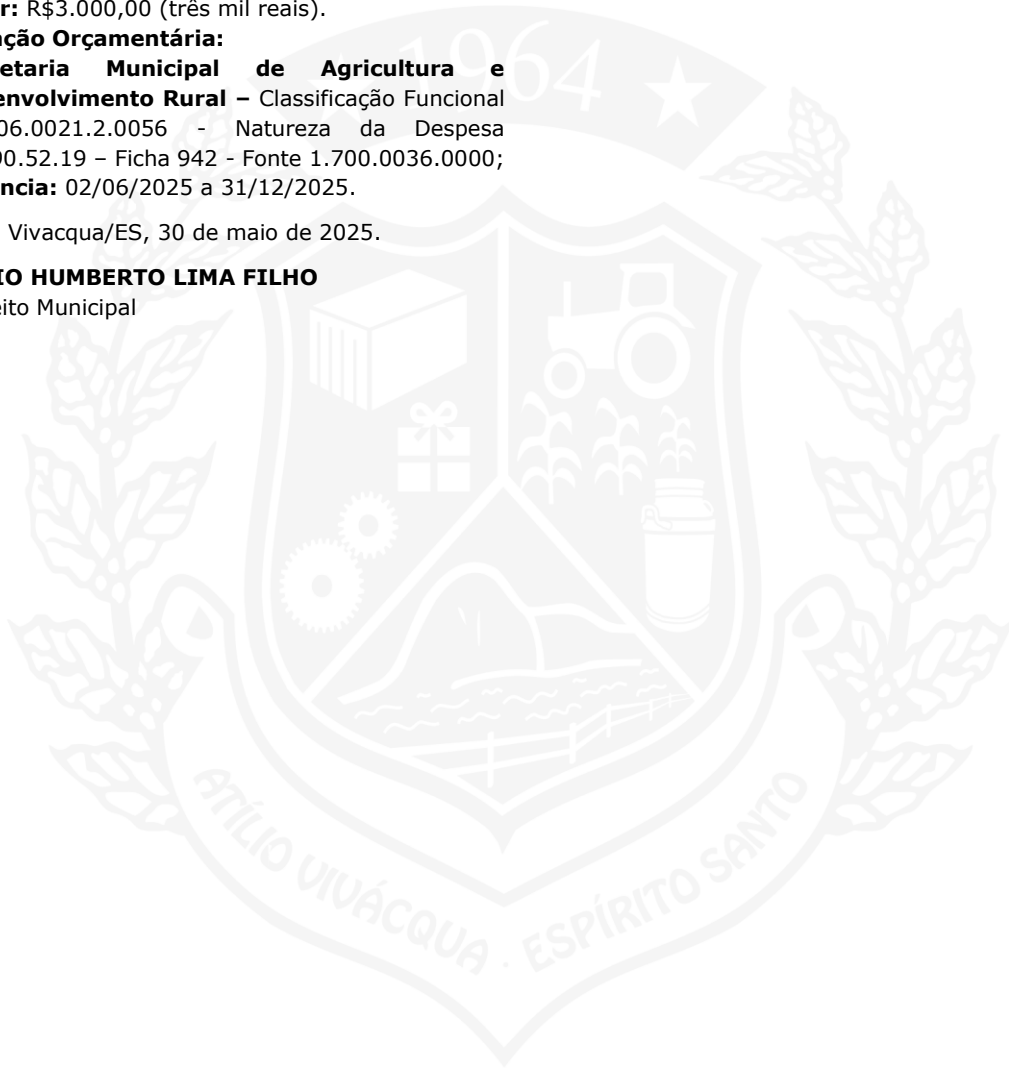 r: R$3.000,00 (três mil reais).
ação Orçamentária:
etaria Municipal de Agricultura e
envolvimento Rural – Classificação Funcional
06.0021.2.0056 - Natureza da Despesa
90.52.19 – Ficha 942 - Fonte 1.700.0036.0000;
ncia: 02/06/2025 a 31/12/2025.
Vivacqua/ES, 30 de maio de 2025.
IO HUMBERTO LIMA FILHO
eito Municipal
1964
ATÍLIO VIVÁCQUA · ESPÍRITO SANTO